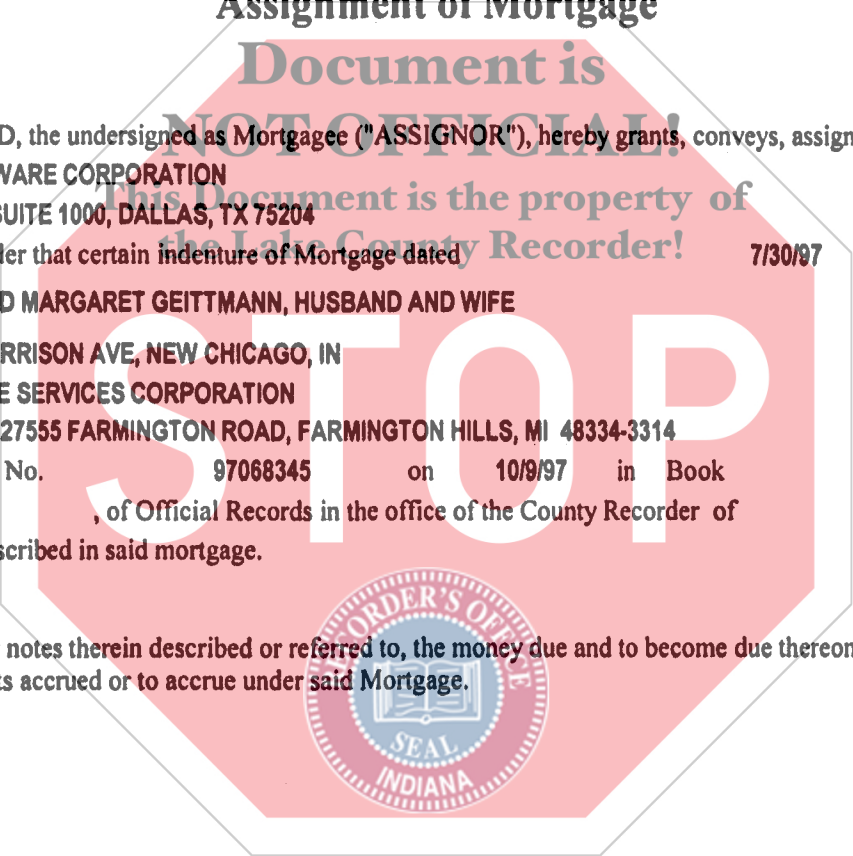 Assignment of Mortgage
Document is
NOT OFFICIAL!
D, the undersigned as Mortgagee ("ASSIGNOR"), hereby grants, conveys, assign
WARE CORPORATION
This Document is the property of
SUITE 1000, DALLAS, TX 75204
the Lake County Recorder!
der that certain indenture of Mortgage dated 7/30/97
D MARGARET GEITTMANN, HUSBAND AND WIFE
STOP
RRISON AVE, NEW CHICAGO, IN
E SERVICES CORPORATION
27555 FARMINGTON ROAD, FARMINGTON HILLS, MI 48334-3314
No. 97068345 on 10/9/97 in Book
, of Official Records in the office of the County Recorder of
scribed in said mortgage.
RECORDER'S OFFICE
notes therein described or referred to, the money due and to become due thereon
ts accrued or to accrue under said Mortgage.
SEAL
INDIANA